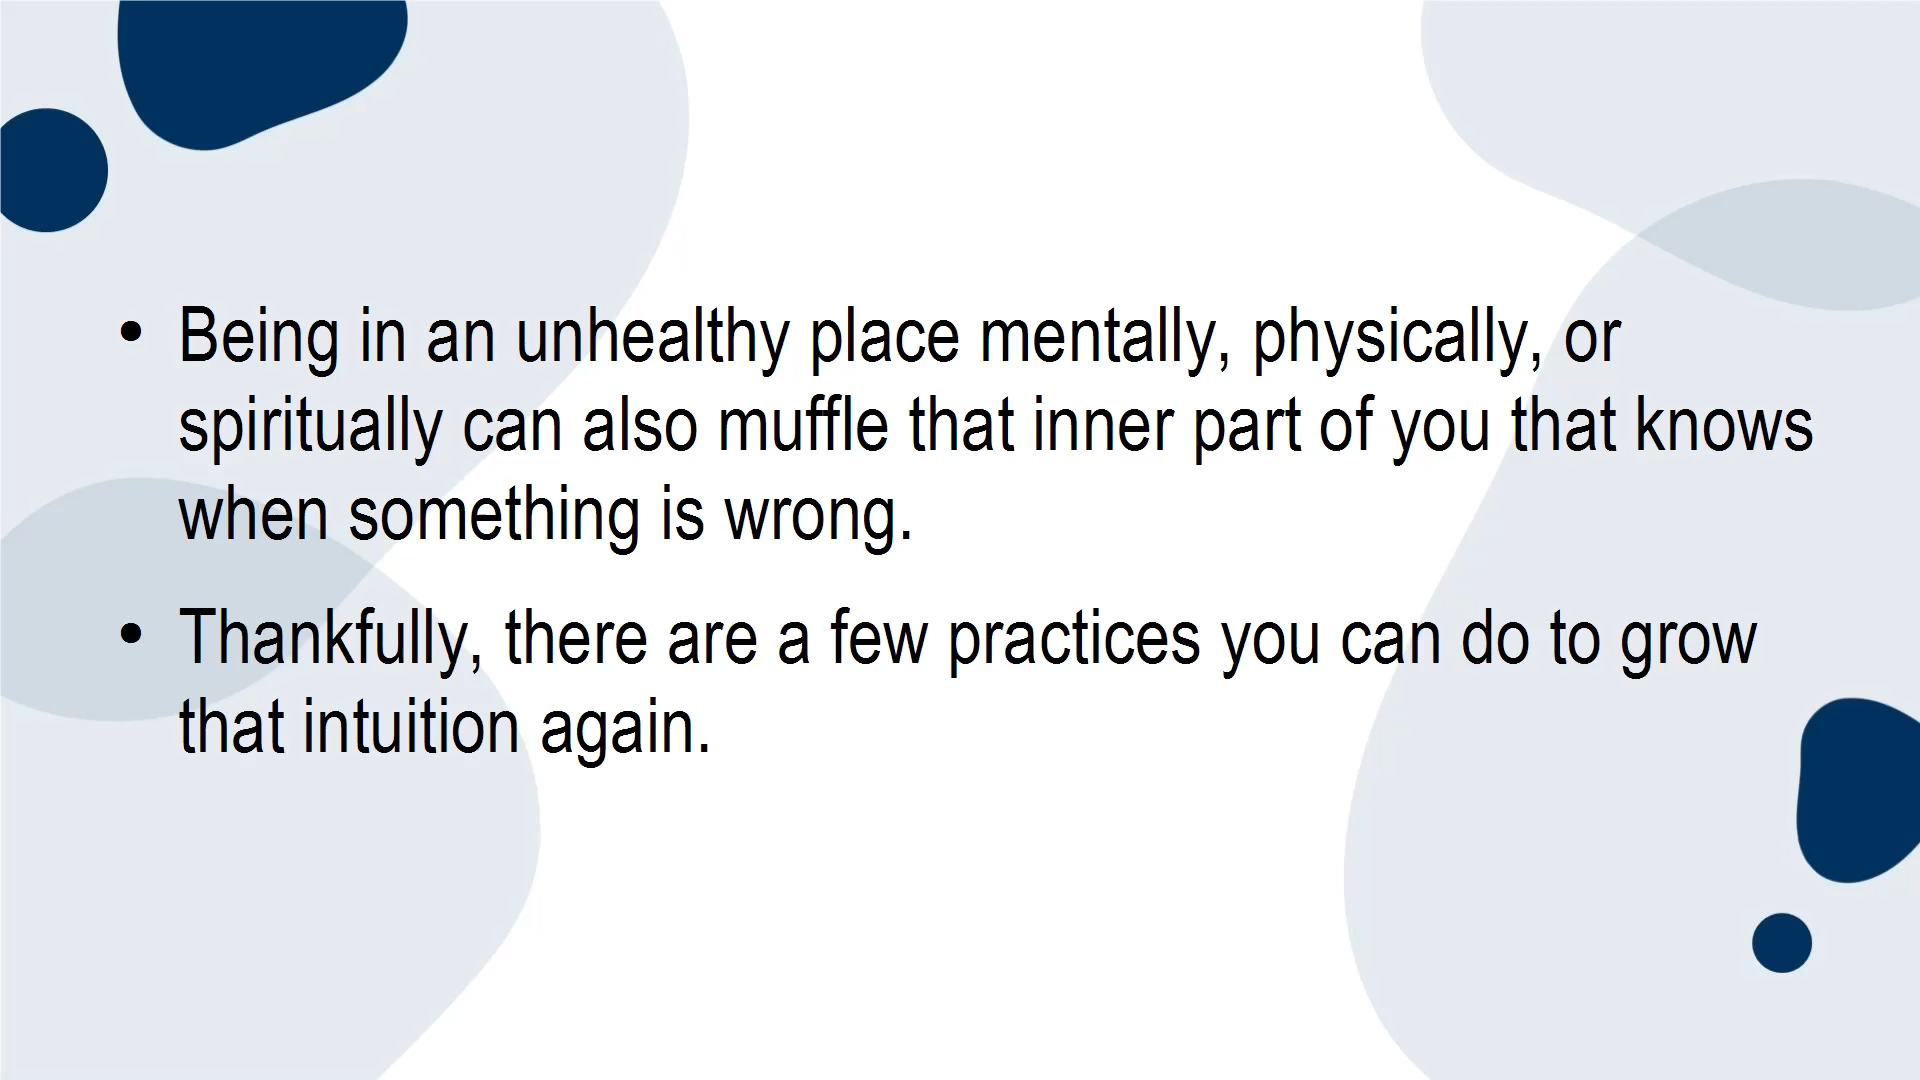 • Being in an unhealthy place mentally, physically, or
spiritually can also muffle that inner part of you that knows
when something is wrong.
• Thankfully, there are a few practices you can do to grow
that intuition again.